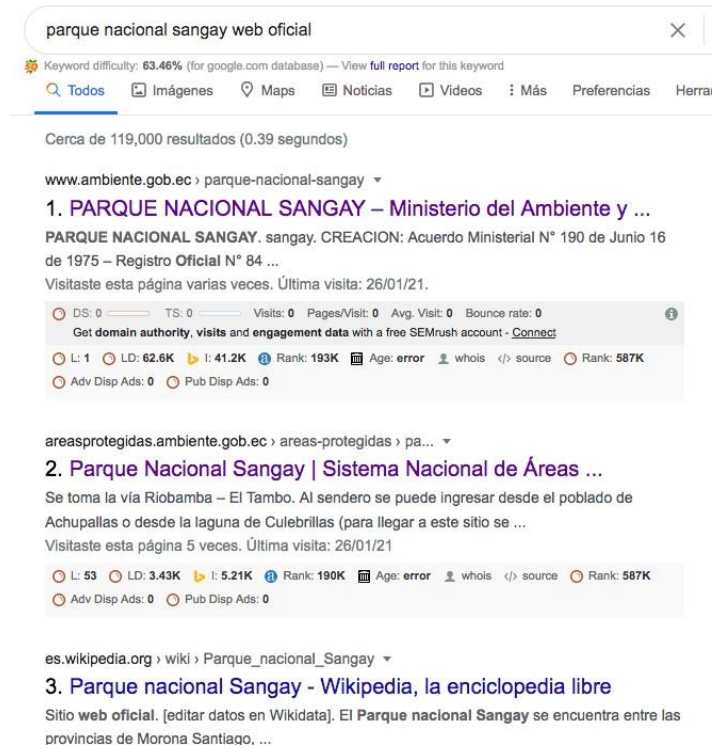 parque nacional sangay web oficial
Keyword difficulty: 63.46% (for google.com database) — View full report for this keyword
Todos Imágenes Maps Noticias Videos Más Preferencias Herra
Cerca de 119,000 resultados (0.39 segundos)
www.ambiente.gob.ec › parque-nacional-sangay
1. PARQUE NACIONAL SANGAY – Ministerio del Ambiente y ...
PARQUE NACIONAL SANGAY. sangay. CREACION: Acuerdo Ministerial N° 190 de Junio 16
de 1975 – Registro Oficial N° 84 ...
Visitaste esta página varias veces. Última visita: 26/01/21.
DS: 0 TS: 0 Visits: 0 Pages/Visit: 0 Avg. Visit: 0 Bounce rate: 0
Get domain authority, visits and engagement data with a free SEMrush account - Connect
L: 1 LD: 62.6K I: 41.2K Rank: 193K Age: error whois </> source Rank: 587K
Adv Disp Ads: 0 Pub Disp Ads: 0
areasprotegidas.ambiente.gob.ec › areas-protegidas › pa...
2. Parque Nacional Sangay | Sistema Nacional de Áreas ...
Se toma la vía Riobamba – El Tambo. Al sendero se puede ingresar desde el poblado de
Achupallas o desde la laguna de Culebrillas (para llegar a este sitio se ...
Visitaste esta página 5 veces. Última visita: 26/01/21
L: 53 LD: 3.43K I: 5.21K Rank: 190K Age: error whois </> source Rank: 587K
Adv Disp Ads: 0 Pub Disp Ads: 0
es.wikipedia.org › wiki › Parque_nacional_Sangay
3. Parque nacional Sangay - Wikipedia, la enciclopedia libre
Sitio web oficial. [editar datos en Wikidata]. El Parque nacional Sangay se encuentra entre las
provincias de Morona Santiago, ...